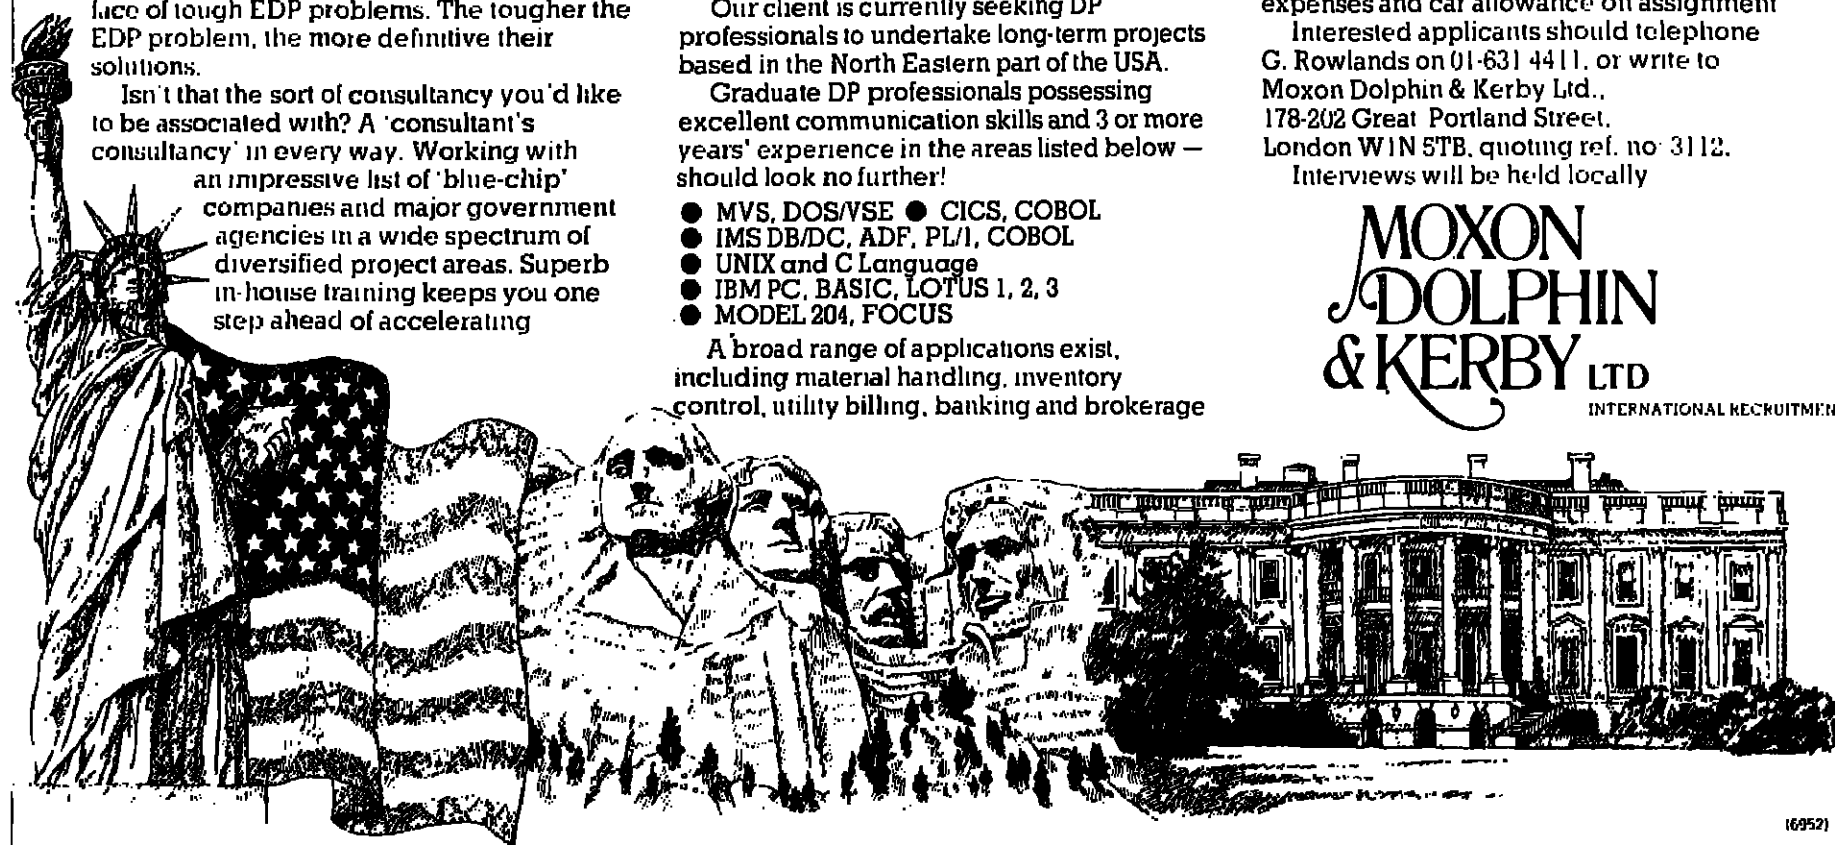 face of tough EDP problems. The tougher the
EDP problem, the more definitive their
solutions.
Isn't that the sort of consultancy you'd like
to be associated with? A 'consultant's
consultancy' in every way. Working with
an impressive list of 'blue-chip'
companies and major government
agencies in a wide spectrum of
diversified project areas. Superb
in-house training keeps you one
step ahead of accelerating
Our client is currently seeking DP
professionals to undertake long-term projects
based in the North Eastern part of the USA.
Graduate DP professionals possessing
excellent communication skills and 3 or more
years' experience in the areas listed below —
should look no further!
● MVS, DOS/VSE ● CICS, COBOL
● IMS DB/DC, ADF, PL/1, COBOL
● UNIX and C Language
● IBM PC, BASIC, LOTUS 1, 2, 3
● MODEL 204, FOCUS
A broad range of applications exist,
including material handling, inventory
control, utility billing, banking and brokerage
expenses and car allowance on assignment
Interested applicants should telephone
G. Rowlands on 01-631 4411, or write to
Moxon Dolphin & Kerby Ltd.,
178-202 Great Portland Street,
London W1N 5TB, quoting ref. no 3112.
Interviews will be held locally
MOXON
DOLPHIN
& KERBY LTD
INTERNATIONAL RECRUITMEN
(6952)